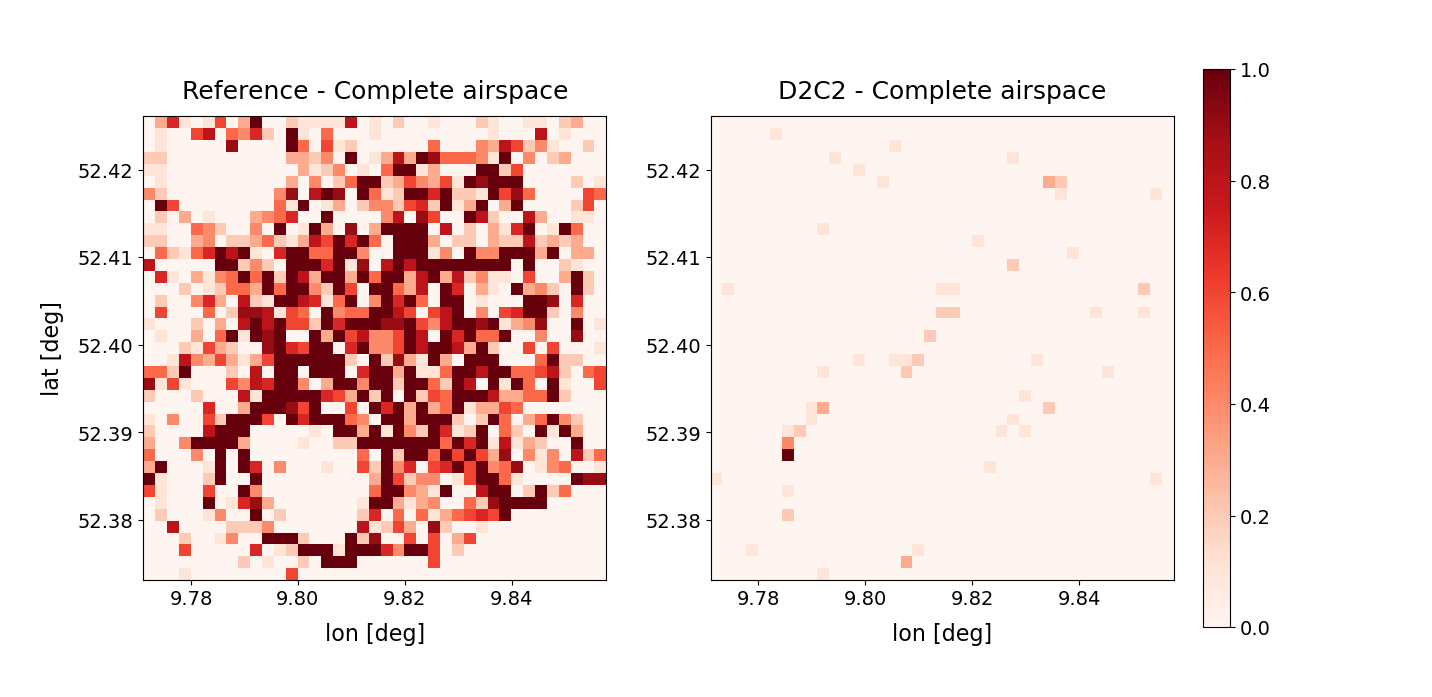 Reference - Complete airspace
D2C2 - Complete airspace
52.42
52.41
52.40
52.39
52.38
lat [deg]
9.78 9.80 9.82 9.84
lon [deg]
52.42
52.41
52.40
52.39
52.38
9.78 9.80 9.82 9.84
lon [deg]
1.0
0.8
0.6
0.4
0.2
0.0